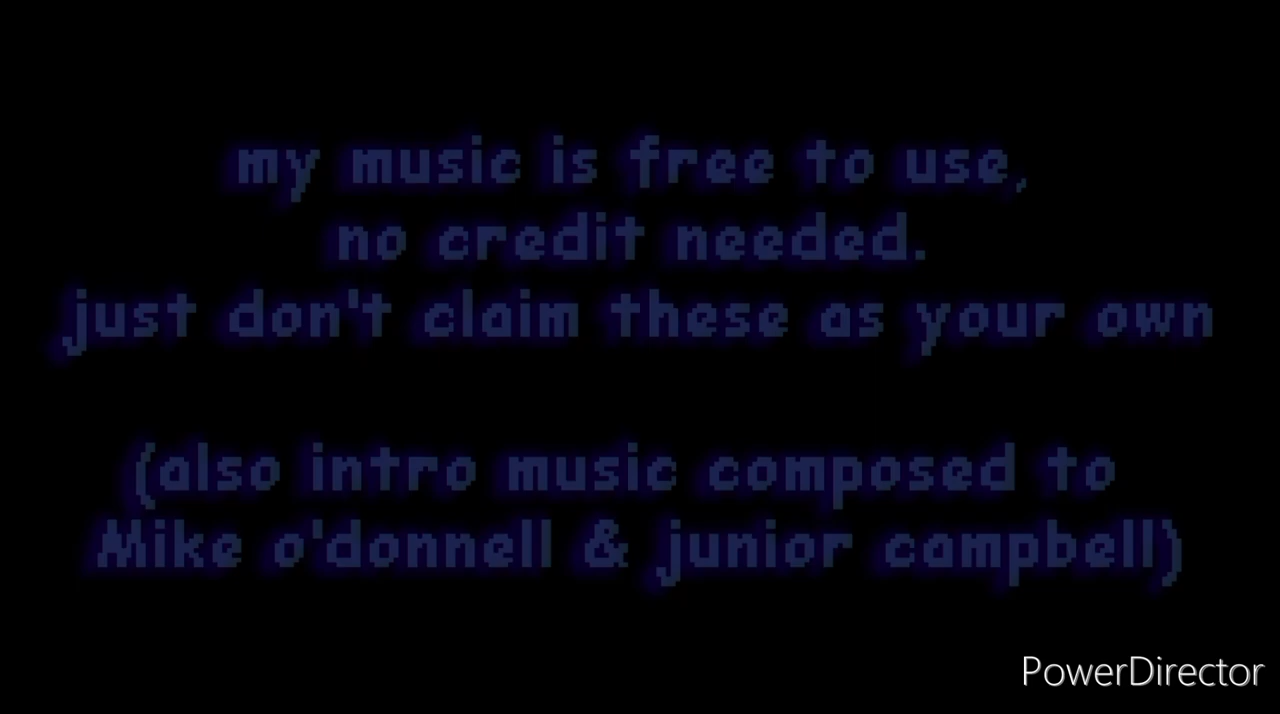 my music is free to use,
no credit needed.
just don't claim these as your own
(also intro music composed to
Mike o'donnell & junior campbell)
PowerDirector